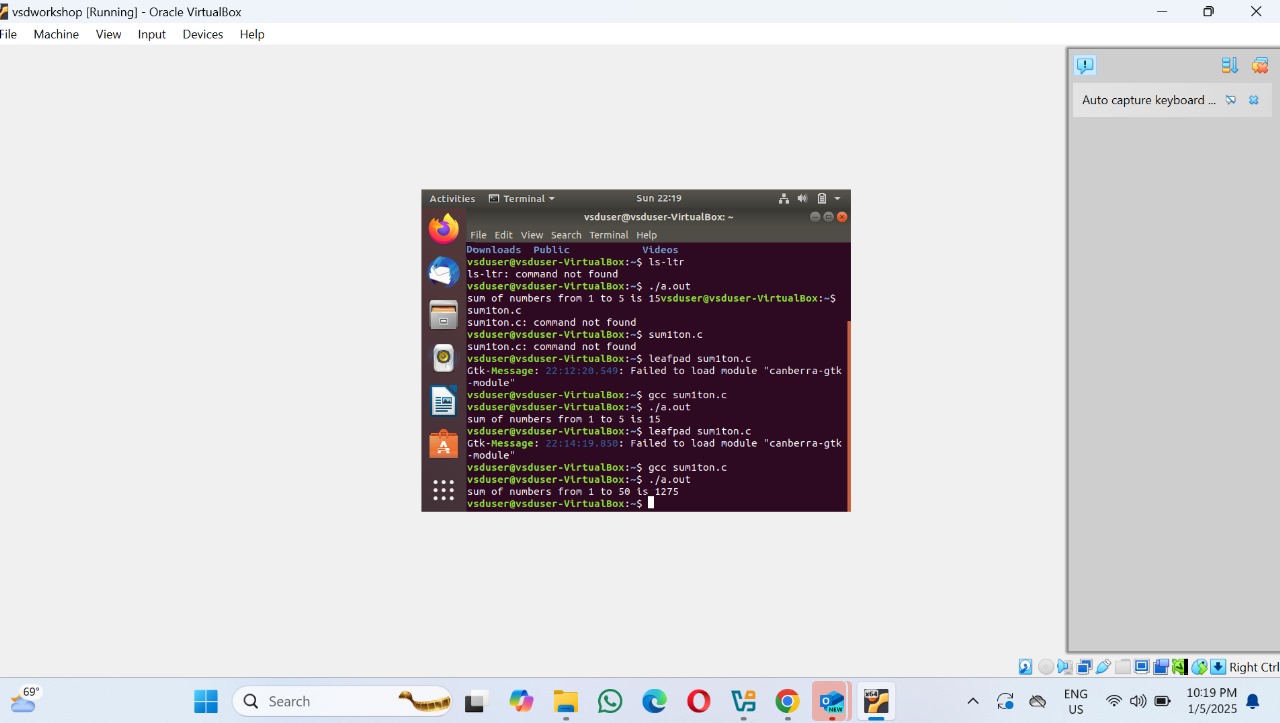 vsdworkshop [Running] - Oracle VirtualBox
File Machine View Input Devices Help
Auto capture keyboard ...
Activities Terminal Sun 22:19
vsduser@vsduser-VirtualBox: ~
File Edit View Search Terminal Help
Downloads Public Videos
vsduser@vsduser-VirtualBox:~$ ls-ltr
ls-ltr: command not found
vsduser@vsduser-VirtualBox:~$ ./a.out
sum of numbers from 1 to 5 is 15vsduser@vsduser-VirtualBox:~$
sum1ton.c
sum1ton.c: command not found
vsduser@vsduser-VirtualBox:~$ sum1ton.c
sum1ton.c: command not found
vsduser@vsduser-VirtualBox:~$ leafpad sum1ton.c
Gtk-Message: 22:12:20.549: Failed to load module "canberra-gtk
-module"
vsduser@vsduser-VirtualBox:~$ gcc sum1ton.c
vsduser@vsduser-VirtualBox:~$ ./a.out
sum of numbers from 1 to 5 is 15
vsduser@vsduser-VirtualBox:~$ leafpad sum1ton.c
Gtk-Message: 22:14:19.850: Failed to load module "canberra-gtk
-module"
vsduser@vsduser-VirtualBox:~$ gcc sum1ton.c
vsduser@vsduser-VirtualBox:~$ ./a.out
sum of numbers from 1 to 50 is 1275
vsduser@vsduser-VirtualBox:~$
Right Ctrl
69°
Search
NEW
x64
ENG
US
10:19 PM
1/5/2025